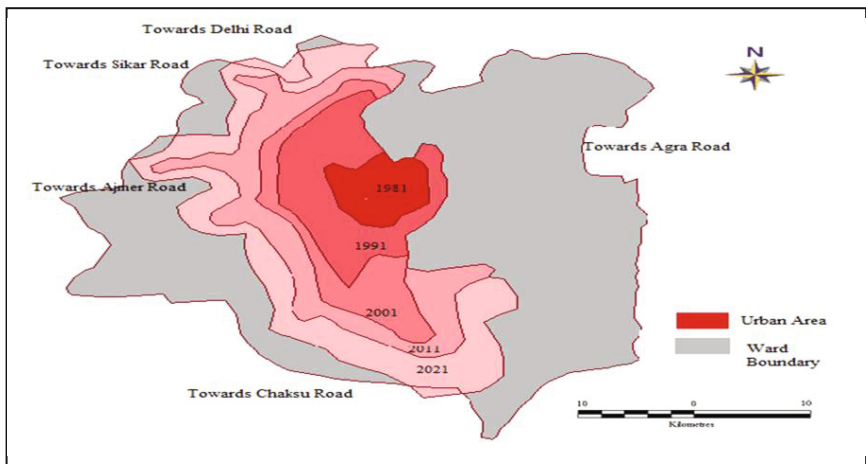 Towards Delhi Road
N
Towards Sikar Road
Towards Agra Road
Towards Ajmer Road
1981
1991
2001
2011
2021
Urban Area
Ward
Boundary
Towards Chaksu Road
10 0 10
Kilometres